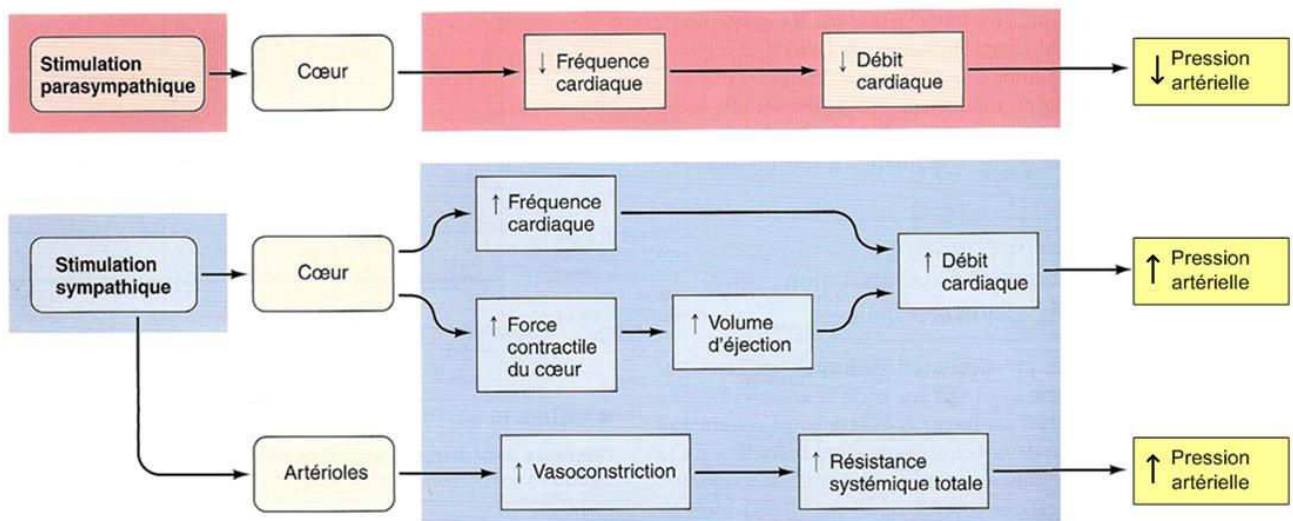 Stimulation
parasympathique
Cœur
↓ Fréquence
cardiaque
↓ Débit
cardiaque
↓ Pression
artérielle
Stimulation
sympathique
Cœur
↑ Fréquence
cardiaque
↑ Force
contractile
du cœur
↑ Volume
d'éjection
↑ Débit
cardiaque
↑ Pression
artérielle
Artérioles
↑ Vasoconstriction
↑ Résistance
systémique totale
↑ Pression
artérielle